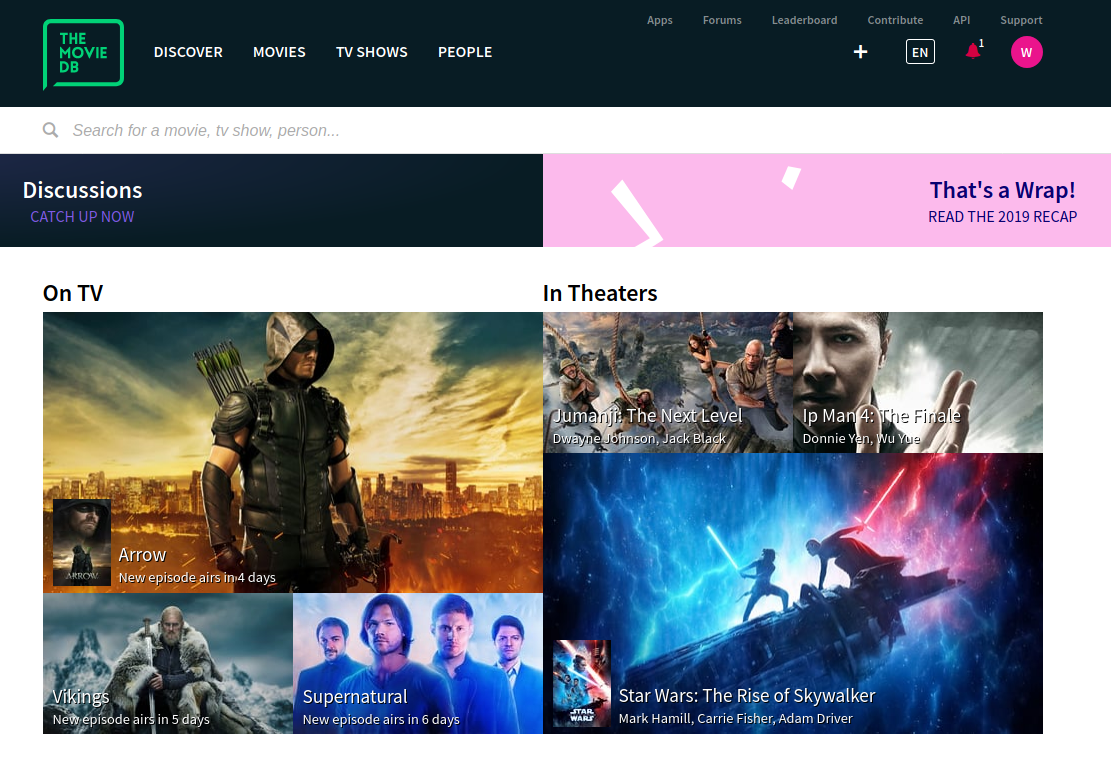 Apps Forums Leaderboard Contribute API Support
THE
MOVIE
DB
DISCOVER MOVIES TV SHOWS PEOPLE
+ EN 1 W
Search for a movie, tv show, person...
Discussions
CATCH UP NOW
That's a Wrap!
READ THE 2019 RECAP
On TV
ARROW
Arrow
New episode airs in 4 days
Vikings
New episode airs in 5 days
Supernatural
New episode airs in 6 days
In Theaters
Jumanji: The Next Level
Dwayne Johnson, Jack Black
Ip Man 4: The Finale
Donnie Yen, Wu Yue
STAR
WARS
Star Wars: The Rise of Skywalker
Mark Hamill, Carrie Fisher, Adam Driver